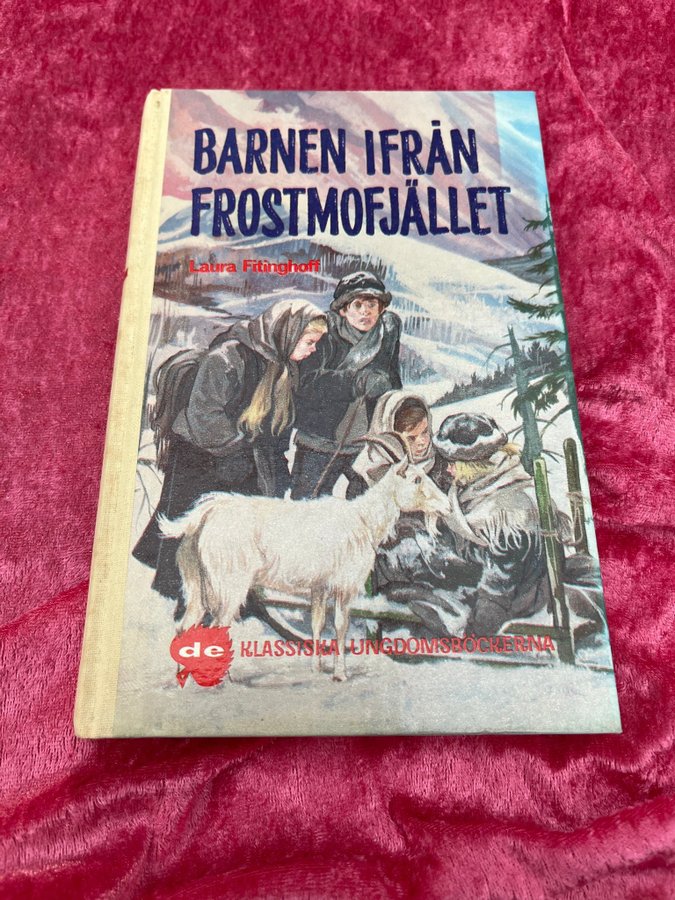 BARNEN IFRÅN
FROSTMOFJÄLLET
Laura Fitinghoff
de KLASSISKA UNGDOMSBÖCKERNA